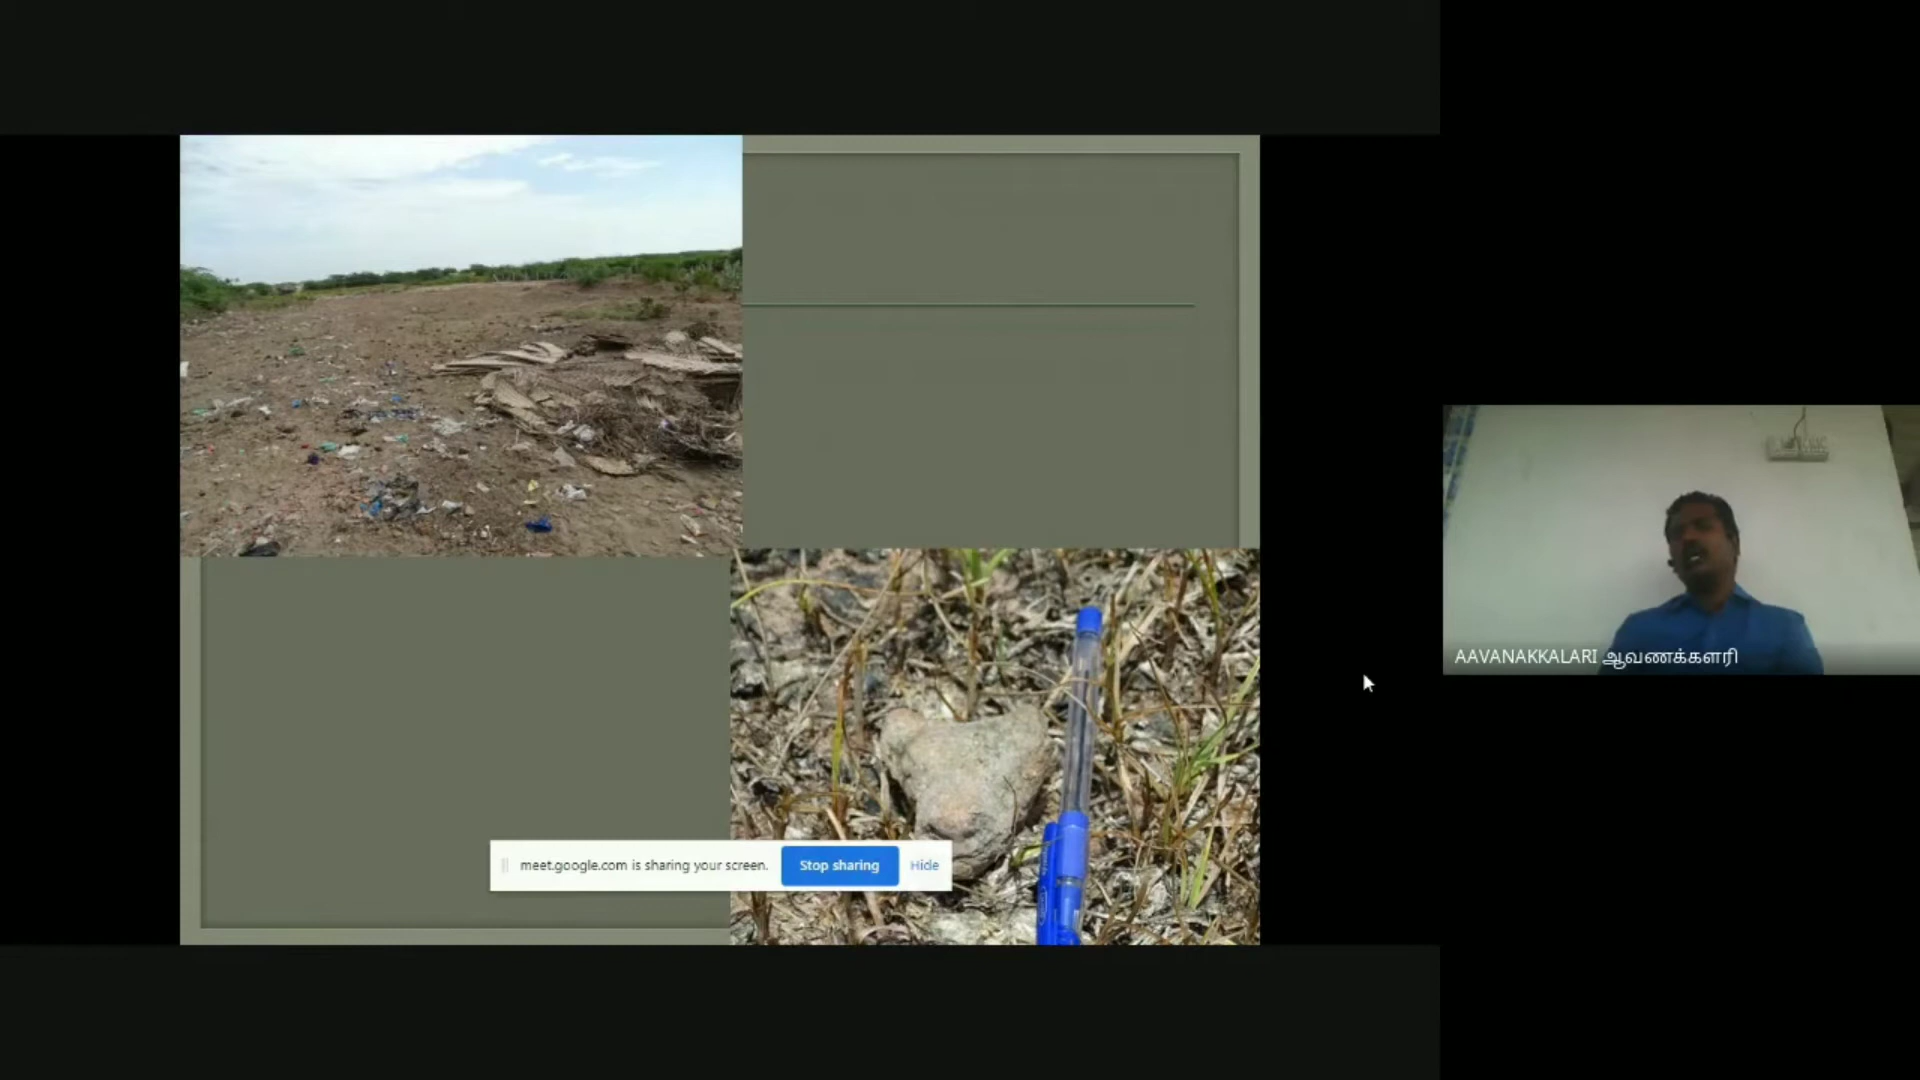 AAVANAKKALARI ஆவணக்களரி
meet.google.com is sharing your screen. Stop sharing Hide